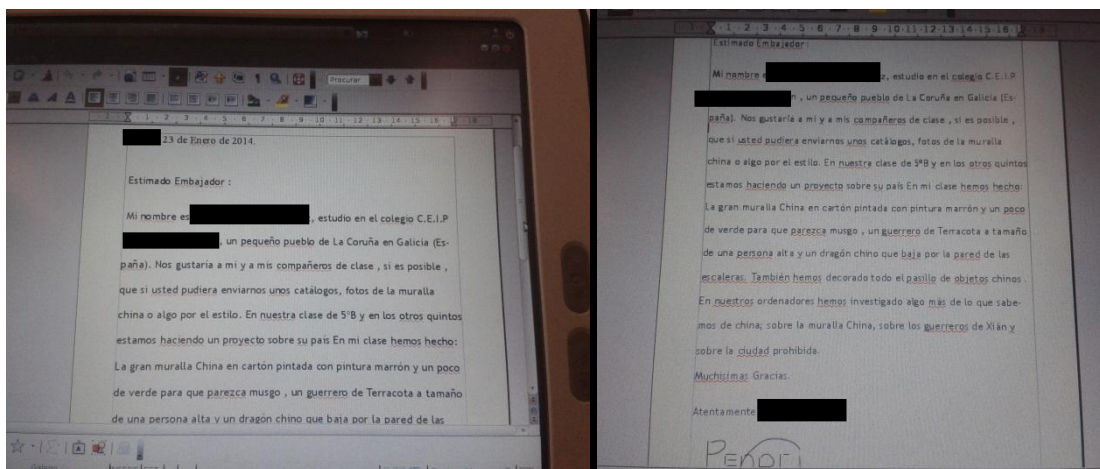 Procurar
1 2 3 4 5 6 7 8 9 10 11 12 13 14 15 16 17 18
23 de Enero de 2014.
Estimado Embajador :
Mi nombre es , estudio en el colegio C.E.I.P
, un pequeño pueblo de La Coruña en Galicia (Es-
paña). Nos gustaría a mi y a mis compañeros de clase , si es posible ,
que si usted pudiera enviarnos unos catálogos, fotos de la muralla
china o algo por el estilo. En nuestra clase de 5ºB y en los otros quintos
estamos haciendo un proyecto sobre su país En mi clase hemos hecho:
La gran muralla China en cartón pintada con pintura marrón y un poco
de verde para que parezca musgo , un guerrero de Terracota a tamaño
de una persona alta y un dragón chino que baja por la pared de las
Galego
1 2 3 4 5 6 7 8 9 10 11 12 13 14 15 16 17 18
Estimado Embajador :
Mi nombre z, estudio en el colegio C.E.I.P
n , un pequeño pueblo de La Coruña en Galicia (Es-
paña). Nos gustaría a mi y a mis compañeros de clase , si es posible ,
que si usted pudiera enviarnos unos catálogos, fotos de la muralla
china o algo por el estilo. En nuestra clase de 5ºB y en los otros quintos
estamos haciendo un proyecto sobre su país En mi clase hemos hecho:
La gran muralla China en cartón pintada con pintura marrón y un poco
de verde para que parezca musgo , un guerrero de Terracota a tamaño
de una persona alta y un dragón chino que baja por la pared de las
escaleras. También hemos decorado todo el pasillo de objetos chinos .
En nuestros ordenadores hemos investigado algo más de lo que sabe-
mos de china; sobre la muralla China, sobre los guerreros de Xián y
sobre la ciudad prohibida.
Muchísimas Gracias.
Atentamente